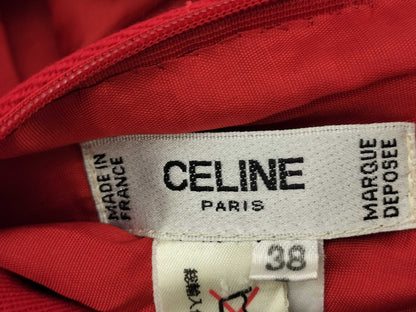 MADE IN
FRANCE
CELINE
PARIS
MARQUE
DEPOSEE
38